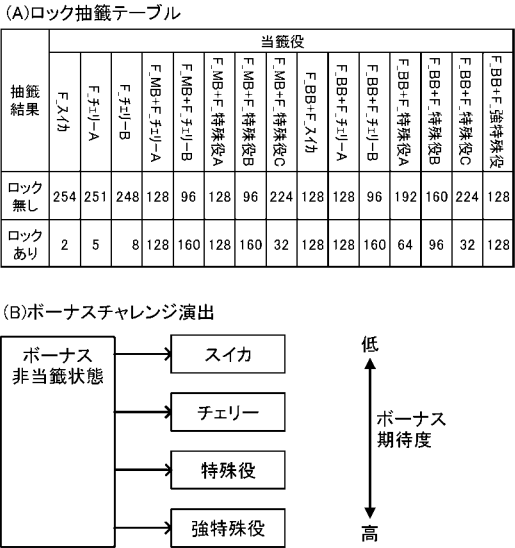 (A)ロック抽籤テーブル
抽籤結果 当籤役
F_スイカ F_チェリーA F_チェリーB F_MB+F_チェリーA F_MB+F_チェリーB F_MB+F_特殊役A F_MB+F_特殊役B F_MB+F_特殊役C F_BB+F_スイカ F_BB+F_チェリーA F_BB+F_チェリーB F_BB+F_特殊役A F_BB+F_特殊役B F_BB+F_特殊役C F_BB+F_強特殊役
ロック無し 254 251 248 128 96 128 96 224 128 128 96 192 160 224 128
ロックあり 2 5 8 128 160 128 160 32 128 128 160 64 96 32 128
(B)ボーナスチャレンジ演出
ボーナス
非当籤状態
スイカ
チェリー
特殊役
強特殊役
低
ボーナス
期待度
高